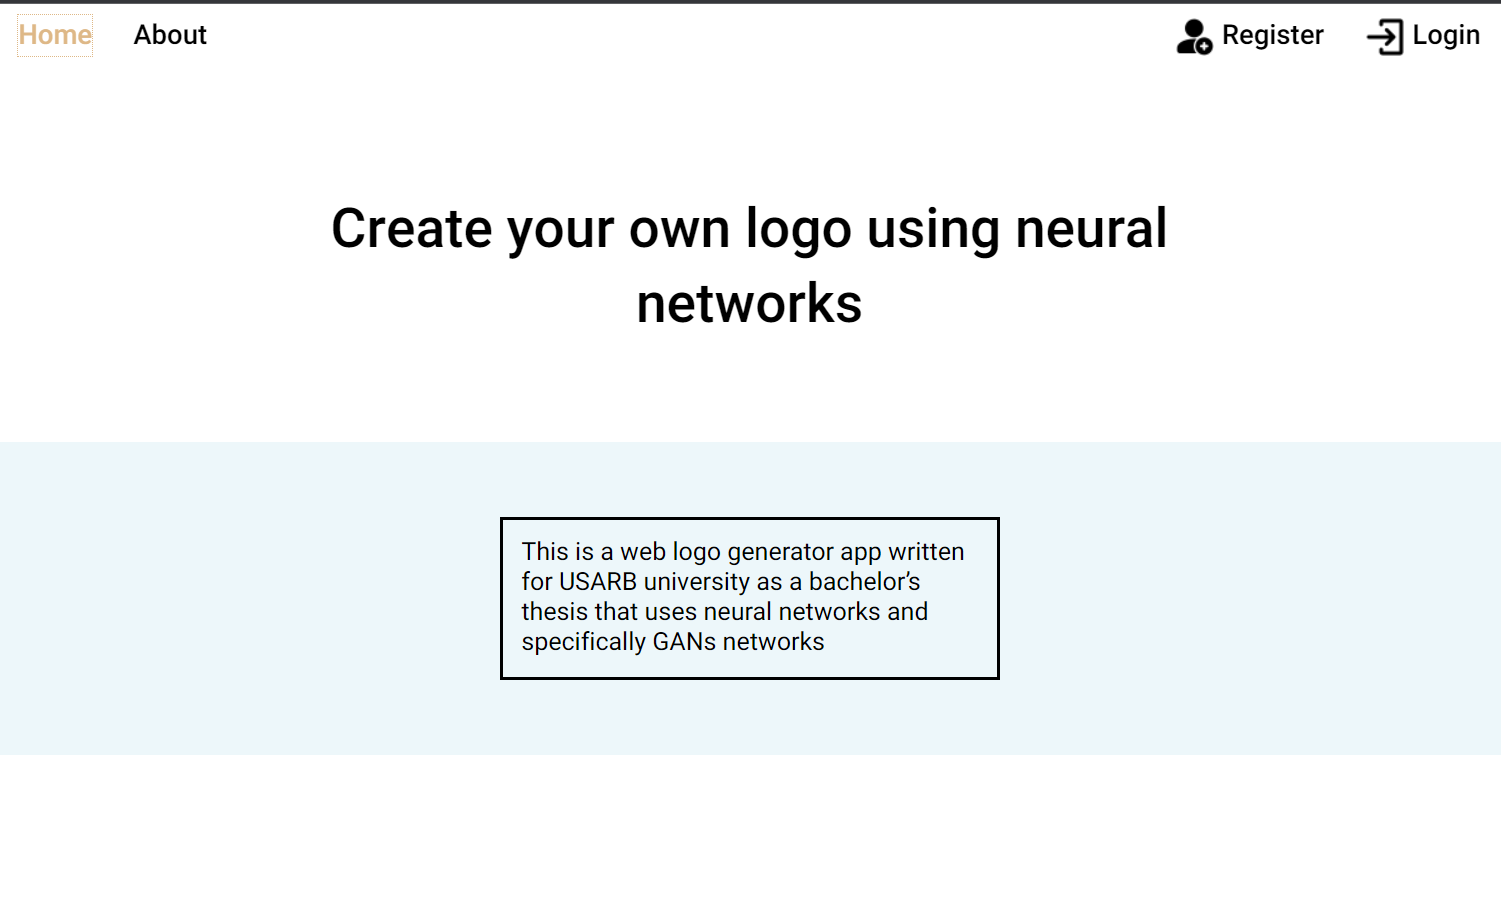 Home About Register Login
Create your own logo using neural
networks
This is a web logo generator app written
for USARB university as a bachelor’s
thesis that uses neural networks and
specifically GANs networks